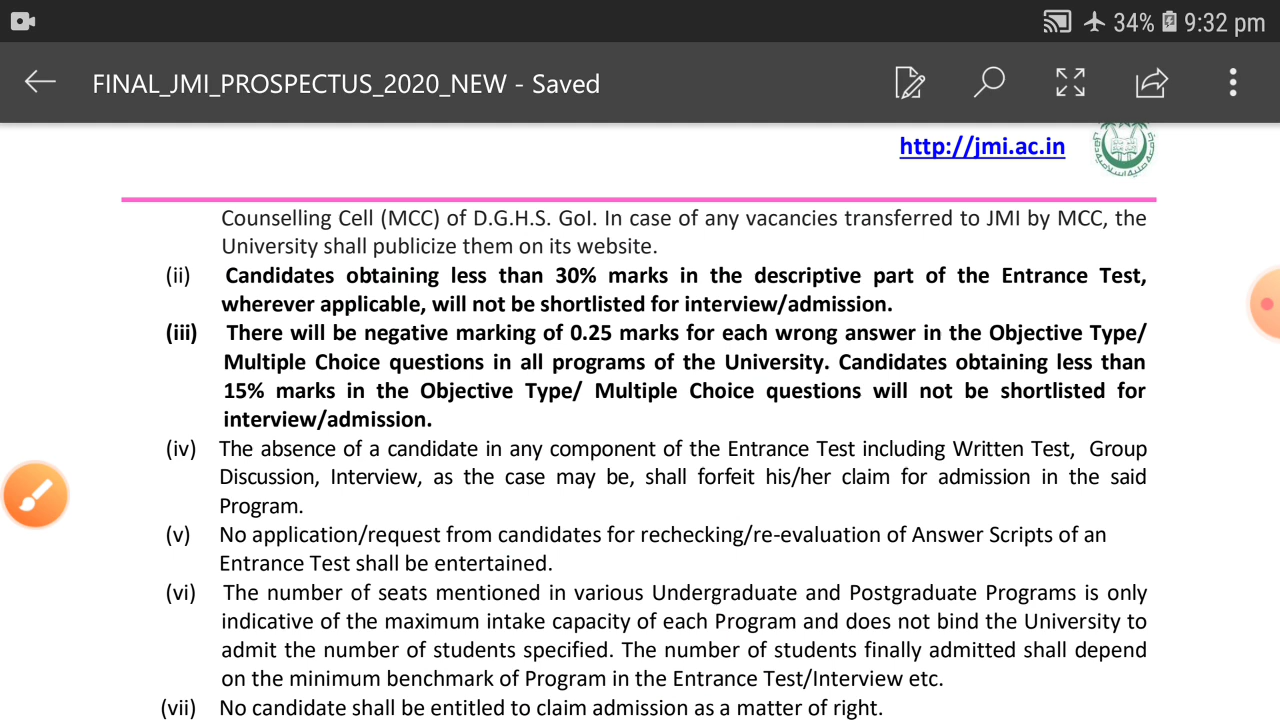 34% 9:32 pm
FINAL_JMI_PROSPECTUS_2020_NEW - Saved
http://jmi.ac.in
Counselling Cell (MCC) of D.G.H.S. GoI. In case of any vacancies transferred to JMI by MCC, the
University shall publicize them on its website.
(ii) Candidates obtaining less than 30% marks in the descriptive part of the Entrance Test,
wherever applicable, will not be shortlisted for interview/admission.
(iii) There will be negative marking of 0.25 marks for each wrong answer in the Objective Type/
Multiple Choice questions in all programs of the University. Candidates obtaining less than
15% marks in the Objective Type/ Multiple Choice questions will not be shortlisted for
interview/admission.
(iv) The absence of a candidate in any component of the Entrance Test including Written Test, Group
Discussion, Interview, as the case may be, shall forfeit his/her claim for admission in the said
Program.
(v) No application/request from candidates for rechecking/re-evaluation of Answer Scripts of an
Entrance Test shall be entertained.
(vi) The number of seats mentioned in various Undergraduate and Postgraduate Programs is only
indicative of the maximum intake capacity of each Program and does not bind the University to
admit the number of students specified. The number of students finally admitted shall depend
on the minimum benchmark of Program in the Entrance Test/Interview etc.
(vii) No candidate shall be entitled to claim admission as a matter of right.